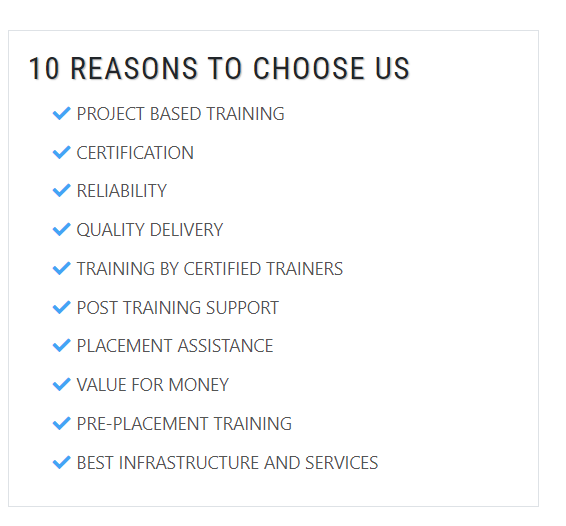 10 REASONS TO CHOOSE US
PROJECT BASED TRAINING
CERTIFICATION
RELIABILITY
QUALITY DELIVERY
TRAINING BY CERTIFIED TRAINERS
POST TRAINING SUPPORT
PLACEMENT ASSISTANCE
VALUE FOR MONEY
PRE-PLACEMENT TRAINING
BEST INFRASTRUCTURE AND SERVICES